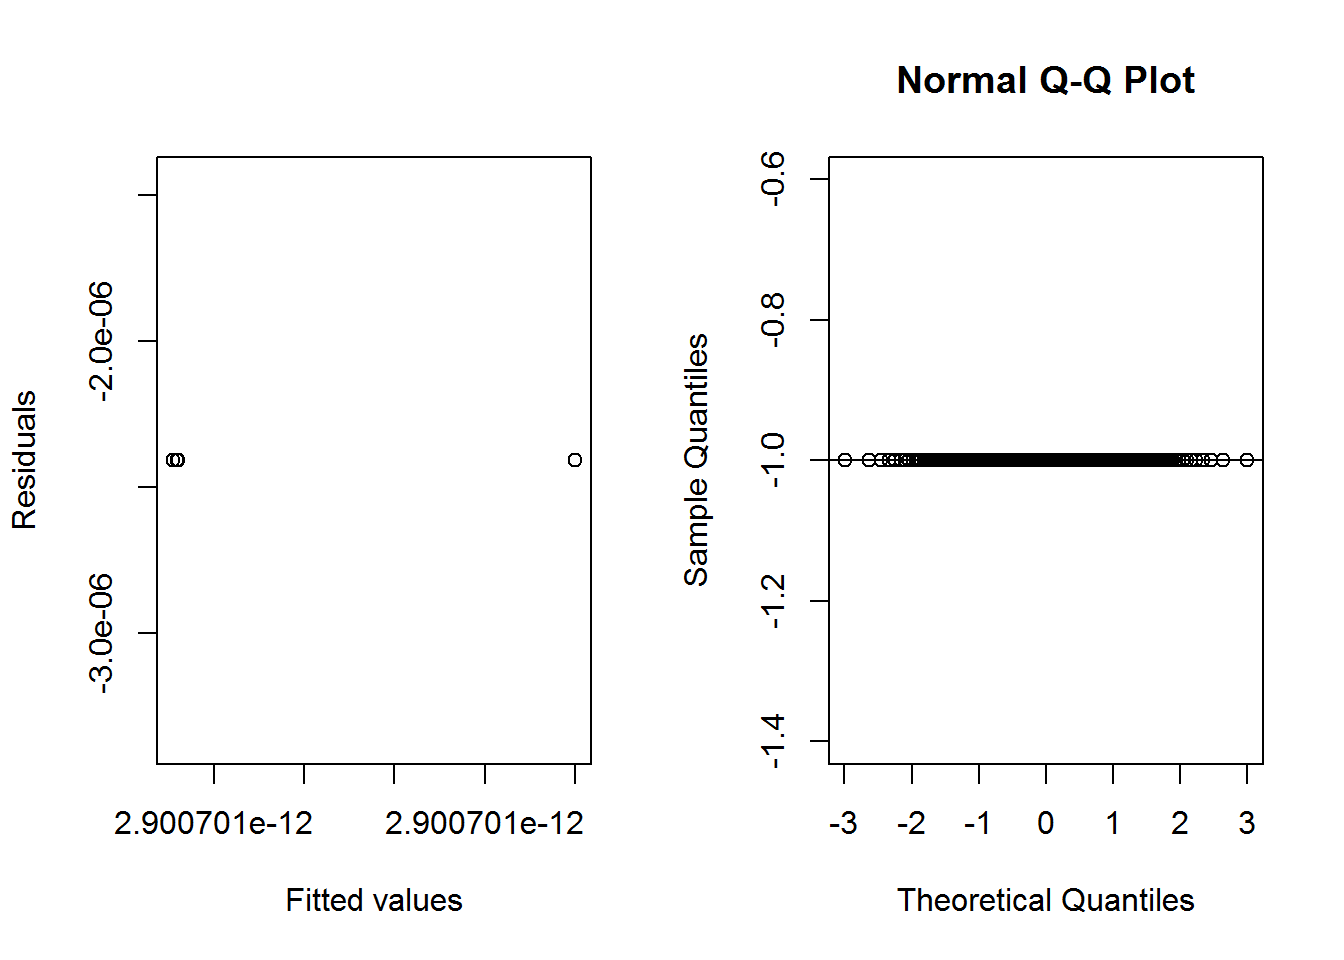 Residuals
-2.0e-06
-3.0e-06
2.900701e-12 2.900701e-12
Fitted values
Normal Q-Q Plot
Sample Quantiles
-0.6
-0.8
-1.0
-1.2
-1.4
-3 -2 -1 0 1 2 3
Theoretical Quantiles